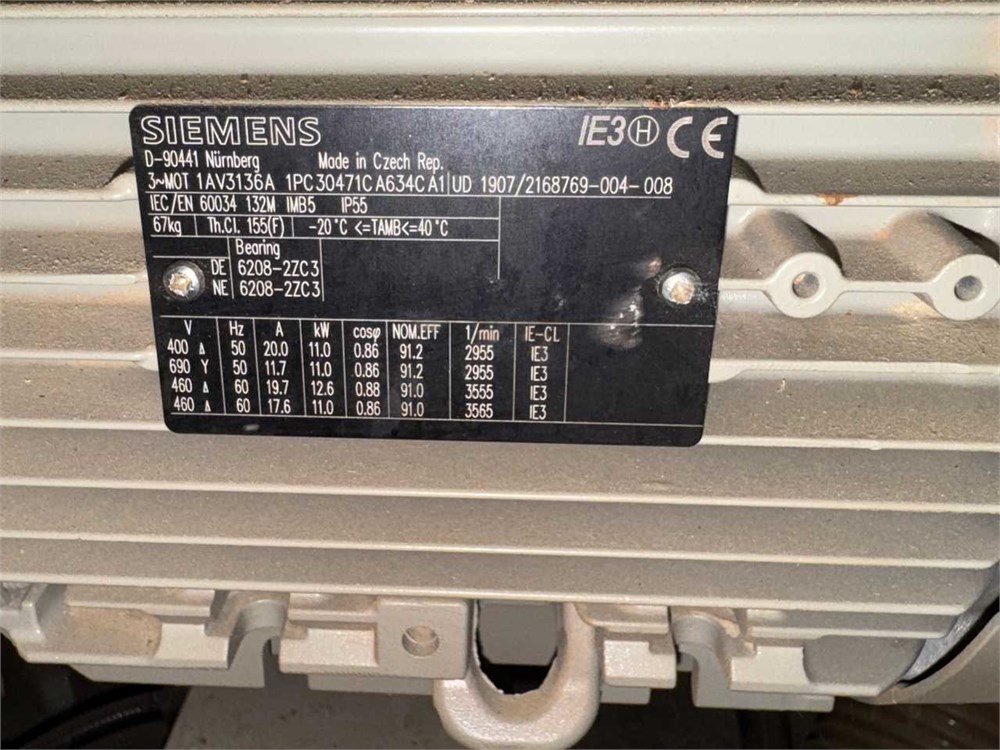 SIEMENS IE3 H CE
D-90441 Nürnberg Made in Czech Rep.
3~MOT 1AV3136A 1PC30471CA634CA1 UD 1907/2168769-004-008
IEC/EN 60034 132M IMB5 IP55
67kg Th.Cl. 155(F) -20°C <=TAMB<=40°C
Bearing
DE 6208-2ZC3
NE 6208-2ZC3
V Hz A kW cosφ NOM.EFF 1/min IE-CL
400 Δ 50 20.0 11.0 0.86 91.2 2955 IE3
690 Y 50 11.7 11.0 0.86 91.2 2955 IE3
460 Δ 60 19.7 12.6 0.88 91.0 3555 IE3
460 Δ 60 17.6 11.0 0.86 91.0 3565 IE3